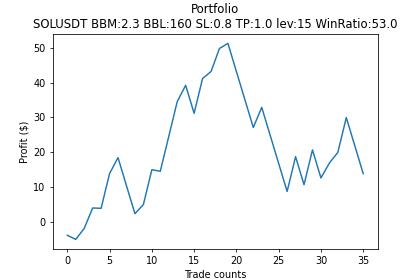 Portfolio
SOLUSDT BBM:2.3 BBL:160 SL:0.8 TP:1.0 lev:15 WinRatio:53.0
Profit ($)
50
40
30
20
10
0
0 5 10 15 20 25 30 35
Trade counts